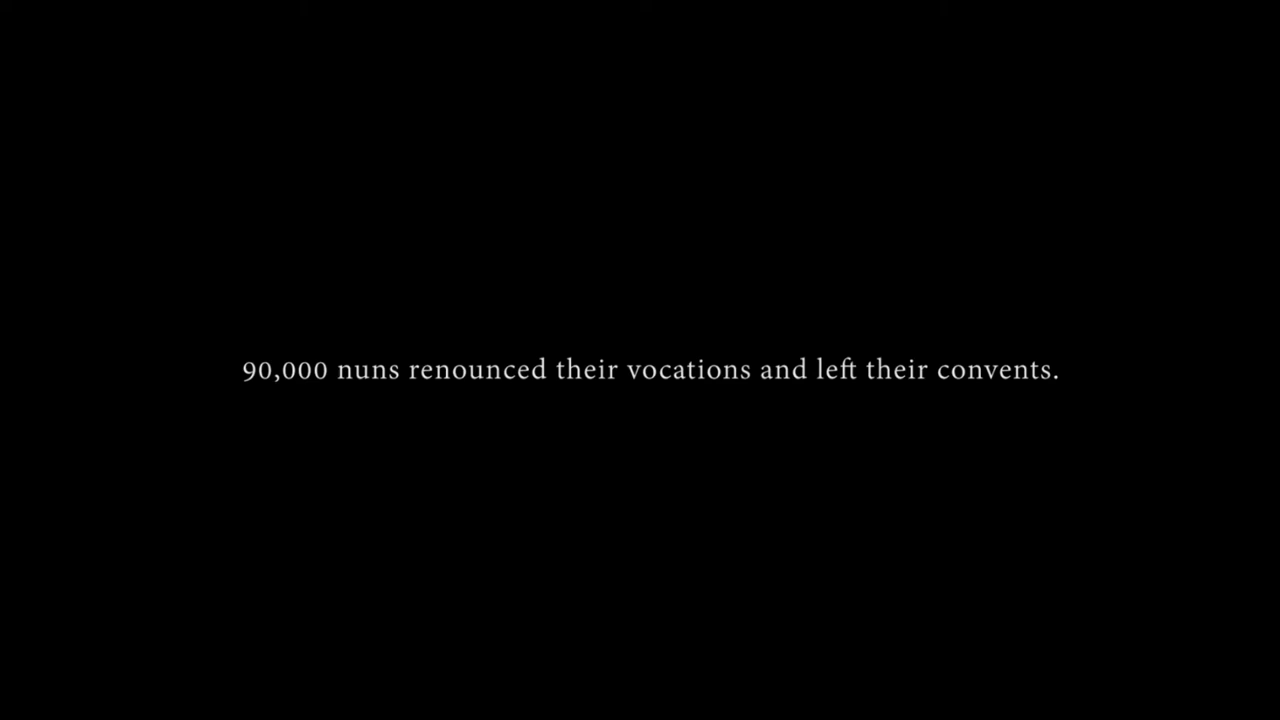 90,000 nuns renounced their vocations and left their convents.